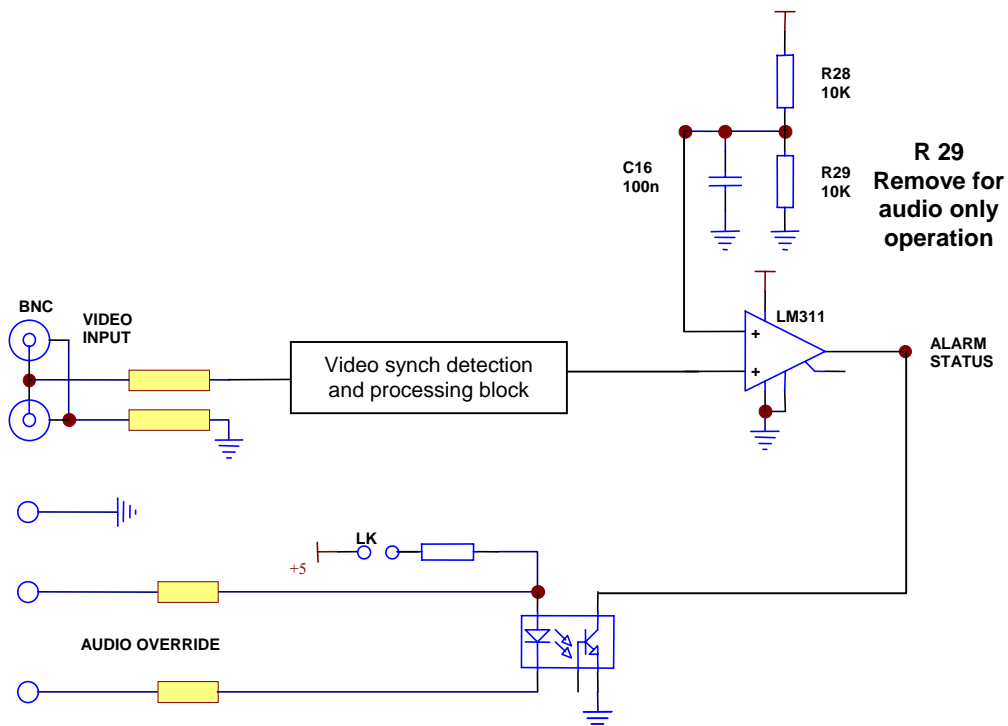 R28
10K
C16
100n
R29
10K
R 29
Remove for
audio only
operation
BNC
VIDEO
INPUT
LM311
ALARM
STATUS
Video synch detection
and processing block
+
+
LK
+5
AUDIO OVERRIDE